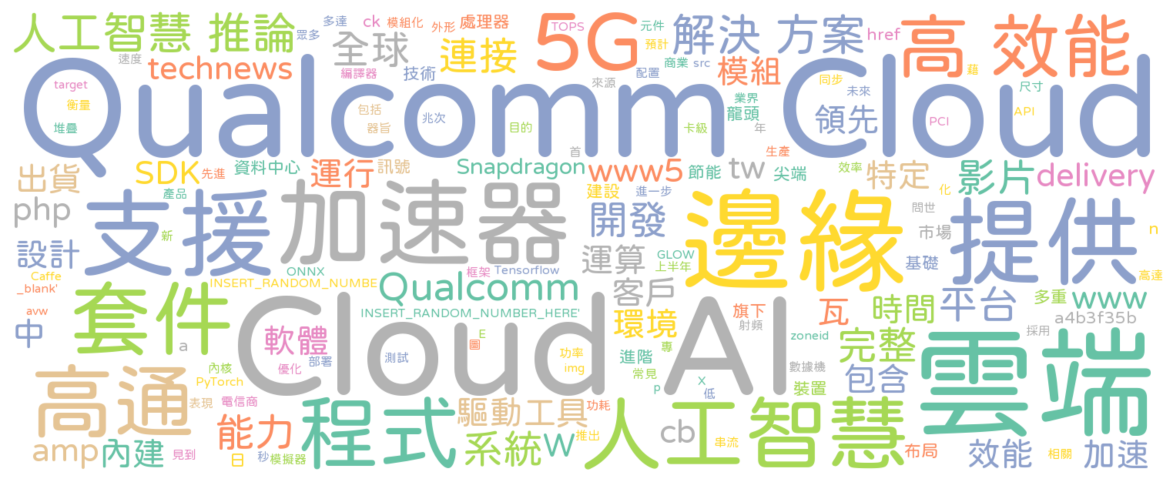 人工智慧 推論
速度
眾多
多達
ck
模組化
外形
處理器
全球
連接
5G
TOPS
元件
預計
解決 方案
href
高 效能
technews
編譯器
技術
來源
配置
商業
src
模組
藉
target
衡量
堆疊
Qualcomm Cloud
包括
器旨
兆次
目的
卡級
龍頭
業界
年
同步
未來
領先
PCI
API
尺寸
首
生產
出貨
SDK
先進
產品
資料中心
運行
訊號
Snapdragon
www5
節能
tw
尖端
效率
特定
化
影片
delivery
php
支援
加速器
建設
進一步
開發
邊緣
問世
市場
提供
n
新
設計
Caffe
_blank'
avw
ONNX
INSERT_RANDOM_NUMBE
框架
Tensorflow
運算
GLOW
上半年
基礎
高達
Qualcomm
客戶
INSERT_RANDOM_NUMBER_HERE'
套件
中
a
軟體
優化
部署
測試
Cloud AI
E
圖
環境
旗下
射頻
瓦
時間
平台
多重
www
a4b3f35b
採用
zoneid
完整
雲端
內核
PyTorch
功率
img
進階
專
常見
p
X
低
數據機
裝置
包含
高通
表現
電信商
能力
程式
驅動工具
功耗
推出
人工智慧
amp
內建
見到
日
秒
模擬器
系統
W
cb
串流
布局
效能
相關
加速